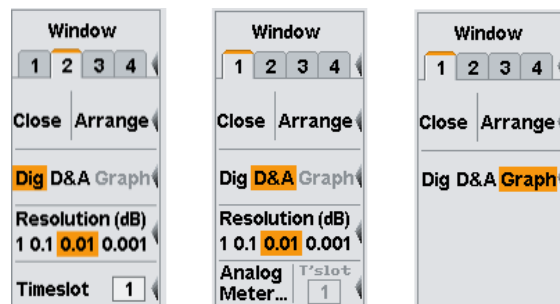 Window
1 2 3 4
Close Arrange
Dig D&A Graph
Resolution (dB)
1 0.1 0.01 0.001
Timeslot 1
Window
1 2 3 4
Close Arrange
Dig D&A Graph
Resolution (dB)
1 0.1 0.01 0.001
Analog T'slot
Meter... 1
Window
1 2 3 4
Close Arrange
Dig D&A Graph